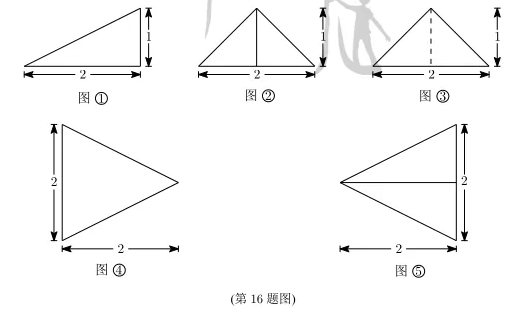 1 1 1
2 2 2
图 ① 图 ② 图 ③
2 2
2 2
图 ④ 图 ⑤
(第 16 题图)